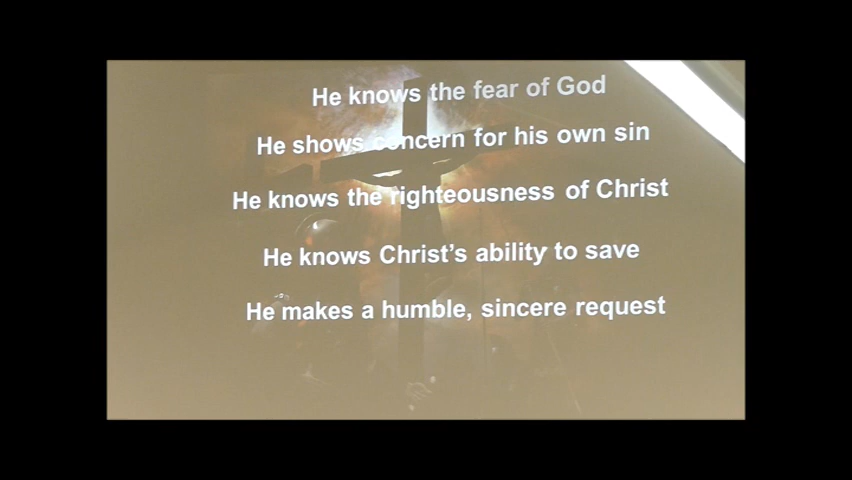 He knows the fear of God
He shows concern for his own sin
He knows the righteousness of Christ
He knows Christ's ability to save
He makes a humble, sincere request